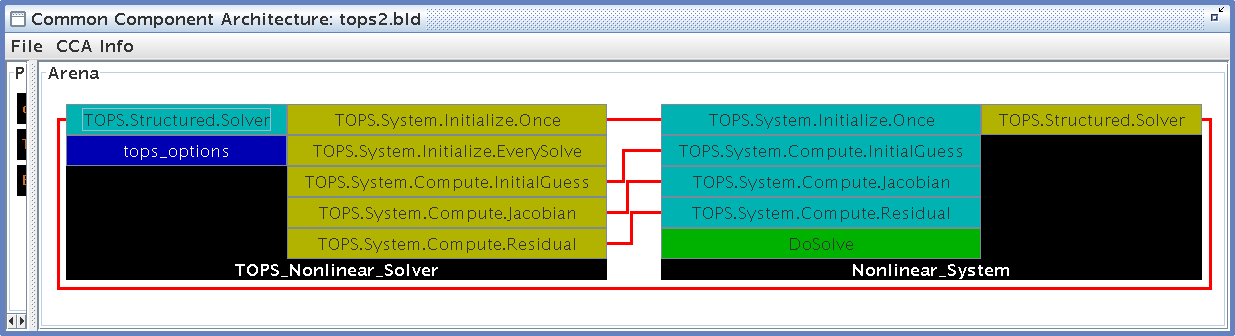 Common Component Architecture: tops2.bld
File CCA Info
P
Arena
TOPS.Structured.Solver TOPS.System.Initialize.Once TOPS.System.Initialize.Once TOPS.Structured.Solver
tops_options TOPS.System.Initialize.EverySolve TOPS.System.Compute.InitialGuess
TOPS.System.Compute.InitialGuess TOPS.System.Compute.Jacobian
TOPS.System.Compute.Jacobian TOPS.System.Compute.Residual
TOPS.System.Compute.Residual DoSolve
TOPS_Nonlinear_Solver Nonlinear_System